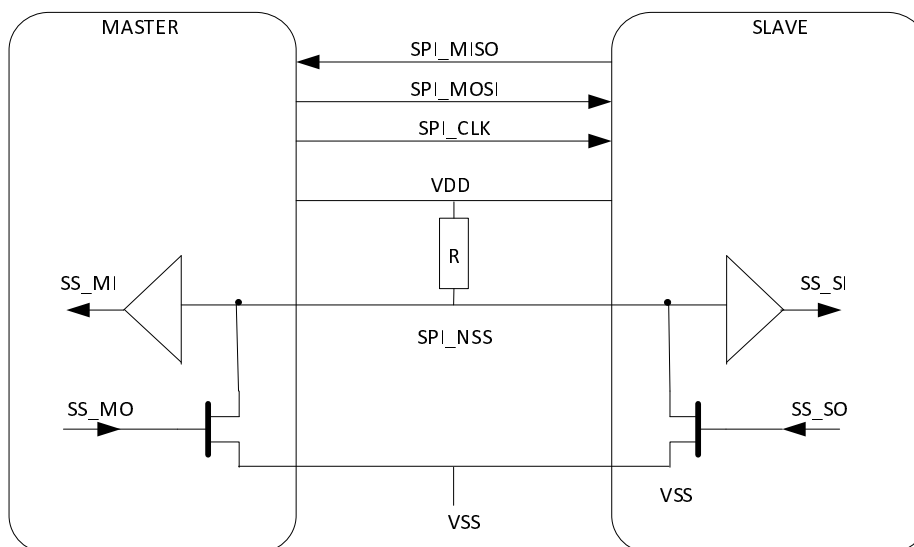 MASTER
SLAVE
SPI_MISO
SPI_MOSI
SPI_CLK
VDD
R
SS_MI
SS_SI
SPI_NSS
SS_MO
SS_SO
VSS
VSS